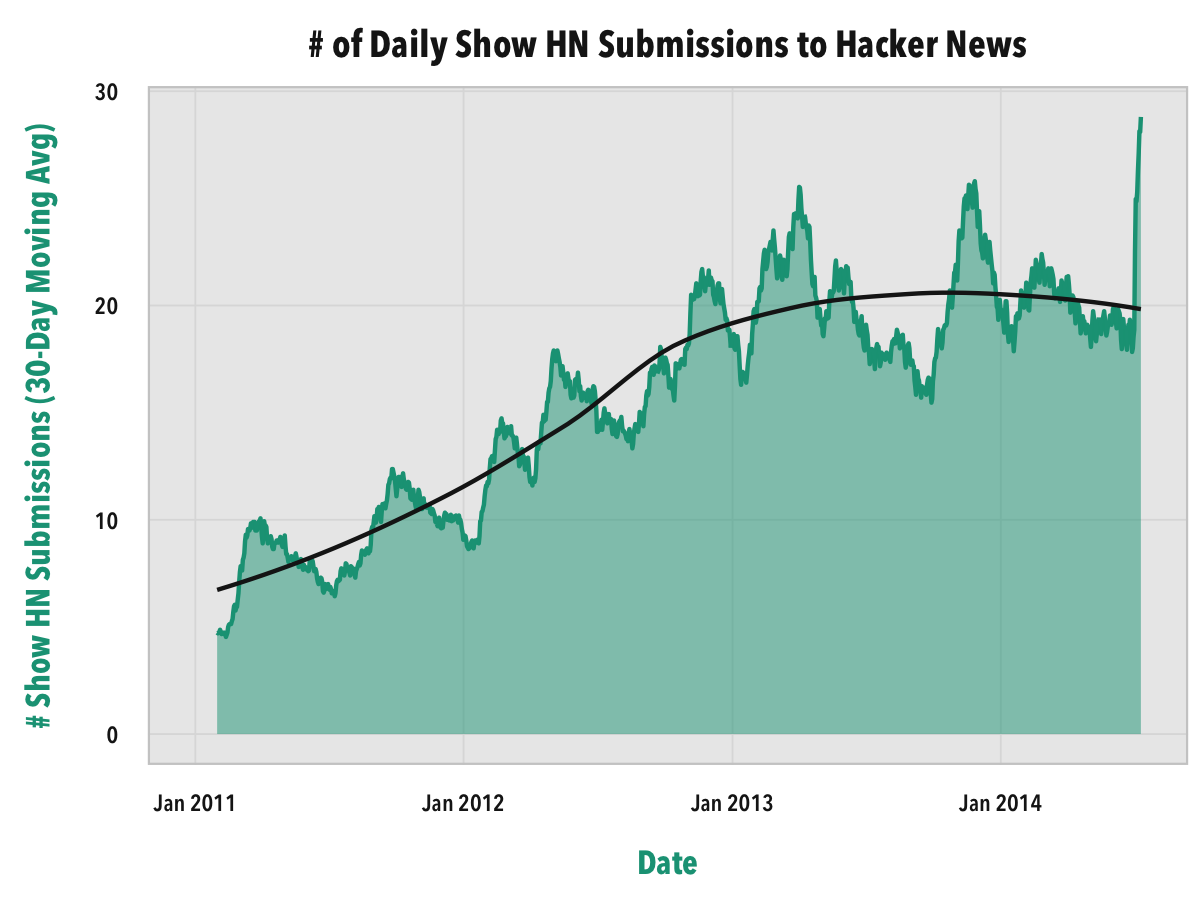 # of Daily Show HN Submissions to Hacker News
# Show HN Submissions (30-Day Moving Avg)
30
20
10
0
Jan 2011
Jan 2012
Jan 2013
Jan 2014
Date